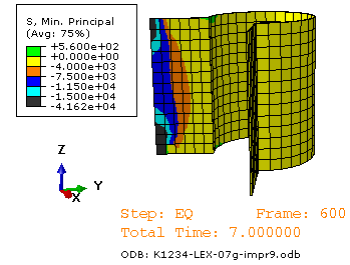 S, Min. Principal
(Avg: 75%)
+5.600e+02
+0.000e+00
-4.000e+03
-7.500e+03
-1.150e+04
-1.500e+04
-4.162e+04
Z
Y
X
Step: EQ Frame: 600
Total Time: 7.000000
ODB: K1234-LEX-07g-impr9.odb